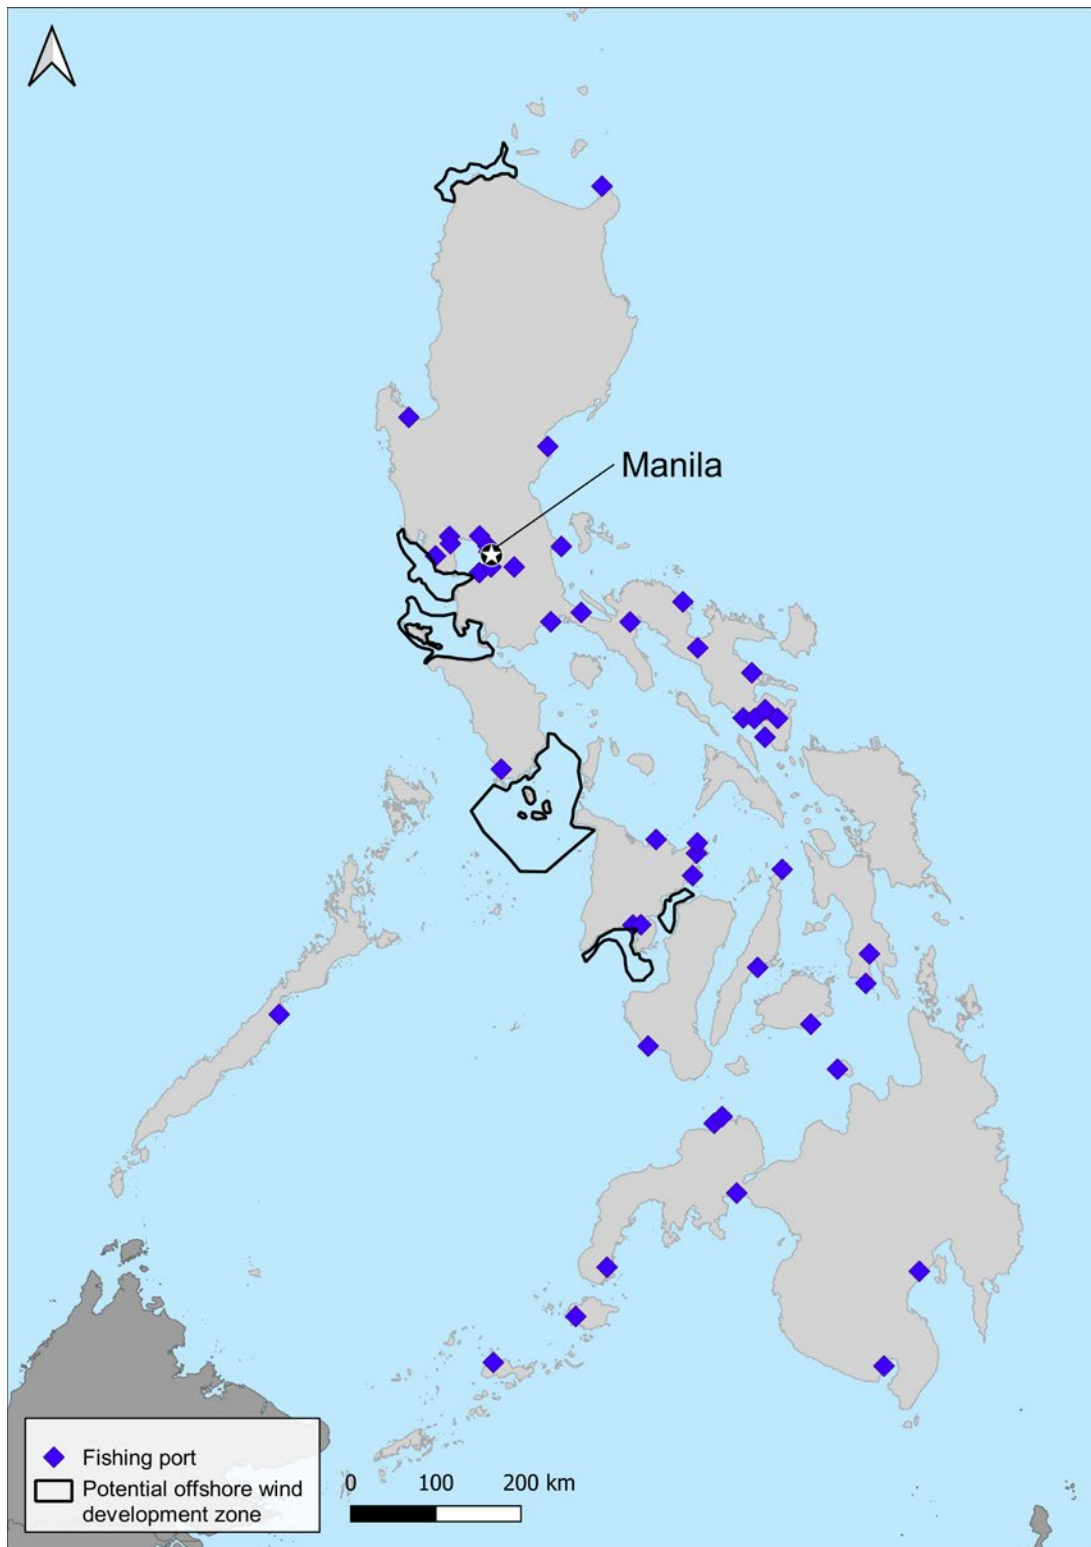 Manila
Fishing port
Potential offshore wind
development zone
0 100 200 km